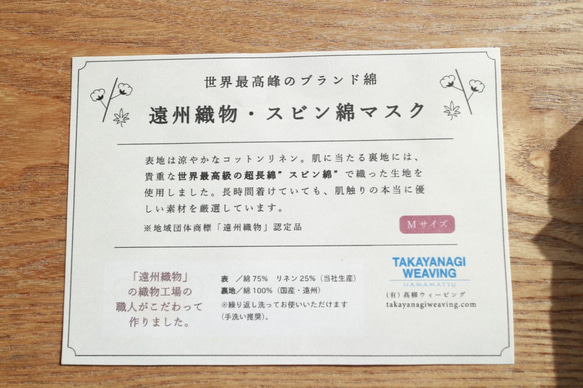 世界最高峰のブランド綿
遠州織物・スビン綿マスク
表地は涼やかなコットンリネン。肌に当たる裏地には、
貴重な世界最高級の超長綿"スビン綿"で織った生地を
使用しました。長時間着けていても、肌触りの本当に優
しい素材を厳選しています。
※地域団体商標「遠州織物」認定品
Mサイズ
「遠州織物」
の織物工場の
職人がこだわって
作りました。
表 ／綿75% リネン25%（当社生産）
裏地／綿100%（国産・遠州）
※繰り返し洗ってお使いいただけます
（手洗い推奨）。
TAKAYANAGI
WEAVING
HAMAMATSU
(有)高柳ウィービング
takayanagiweaving.com